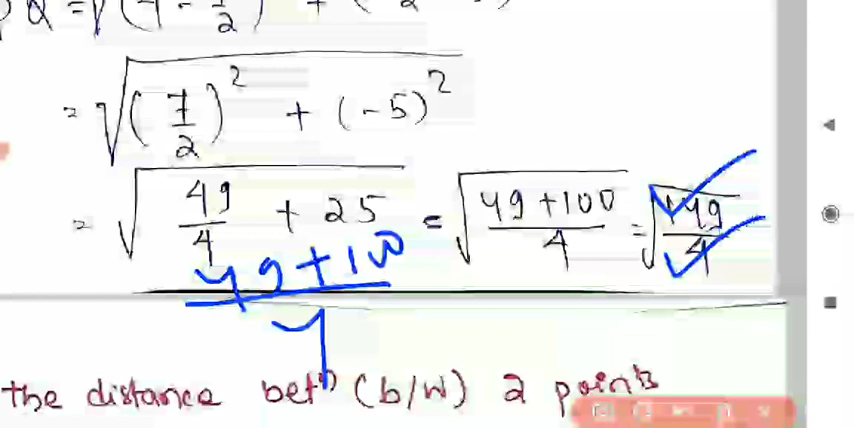 = √((7/2)² + (-5)²)
= √(49/4 + 25) = √((49+100)/4) = √(149/4)
49+100
4
the distance betⁿ (b/w) 2 points